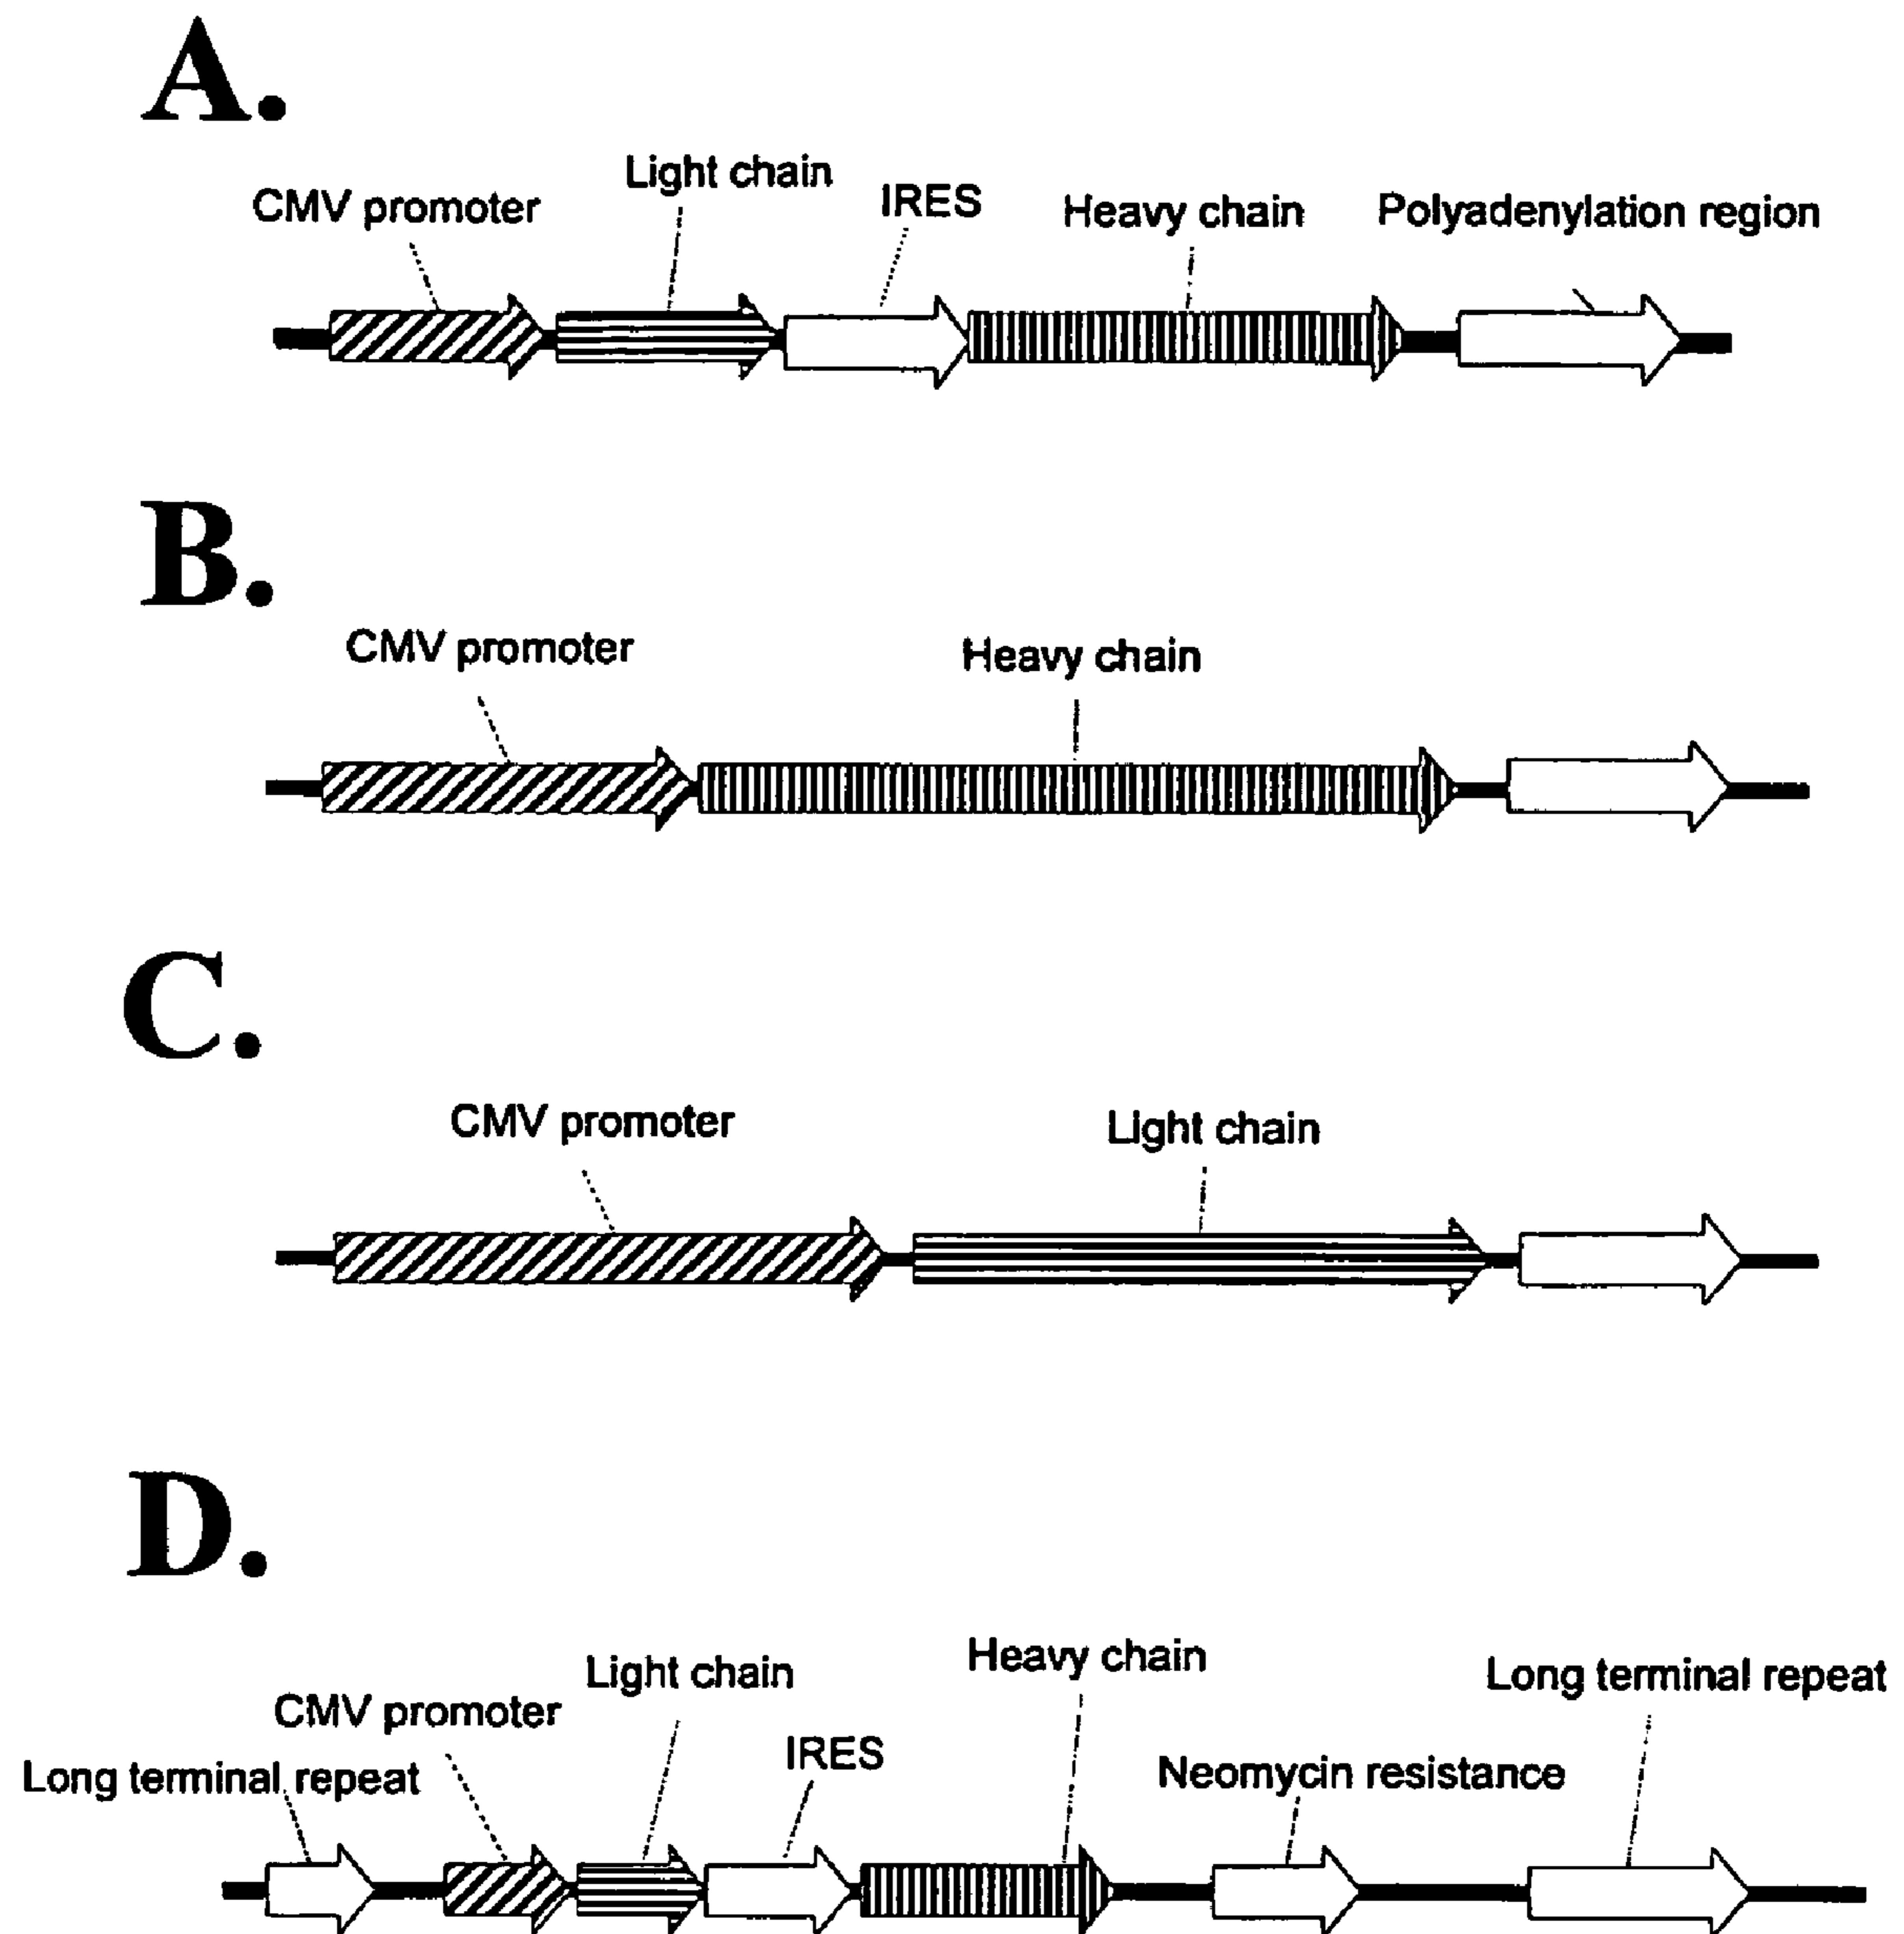 A.
Light chain
CMV promoter
IRES
Heavy chain
Polyadenylation region
B.
CMV promoter
Heavy chain
C.
CMV promoter
Light chain
D.
Heavy chain
Light chain
Long terminal repeat
CMV promoter
IRES
Long terminal repeat
Neomycin resistance